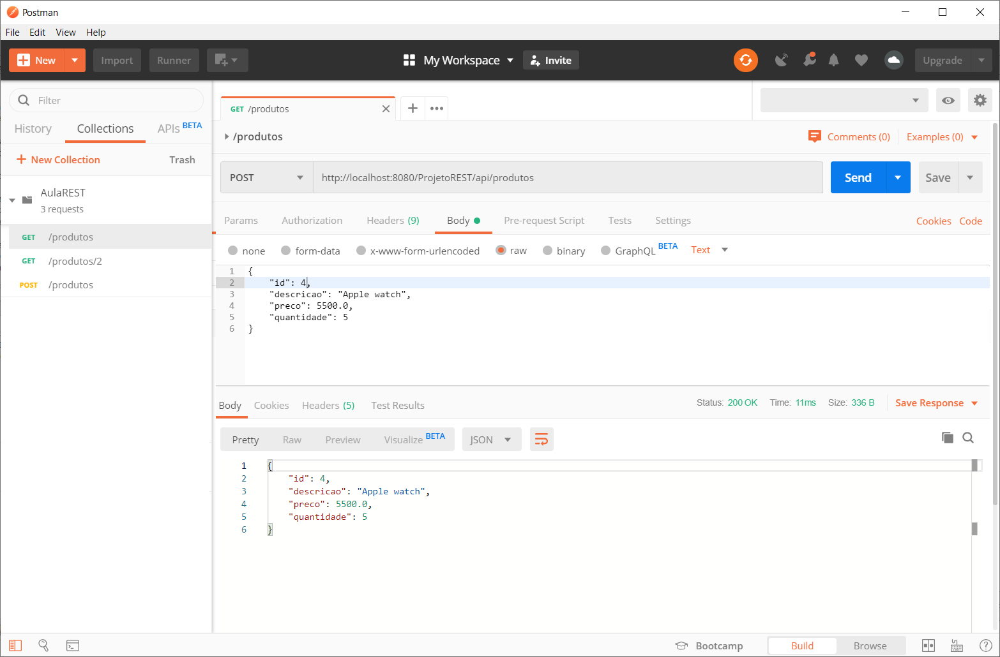 Postman
File Edit View Help
New Import Runner My Workspace Invite Upgrade
Filter
History Collections APIs BETA
New Collection Trash
AulaREST
3 requests
GET /produtos
GET /produtos/2
POST /produtos
GET /produtos
/produtos Comments (0) Examples (0)
POST http://localhost:8080/ProjetoREST/api/produtos Send Save
Params Authorization Headers (9) Body Pre-request Script Tests Settings Cookies Code
none form-data x-www-form-urlencoded raw binary GraphQL BETA Text
1 {
2 "id": 4,
3 "descricao": "Apple watch",
4 "preco": 5500.0,
5 "quantidade": 5
6 }
Body Cookies Headers (5) Test Results Status: 200 OK Time: 11ms Size: 336 B Save Response
Pretty Raw Preview Visualize BETA JSON
1 {
2 "id": 4,
3 "descricao": "Apple watch",
4 "preco": 5500.0,
5 "quantidade": 5
6 }
Bootcamp Build Browse